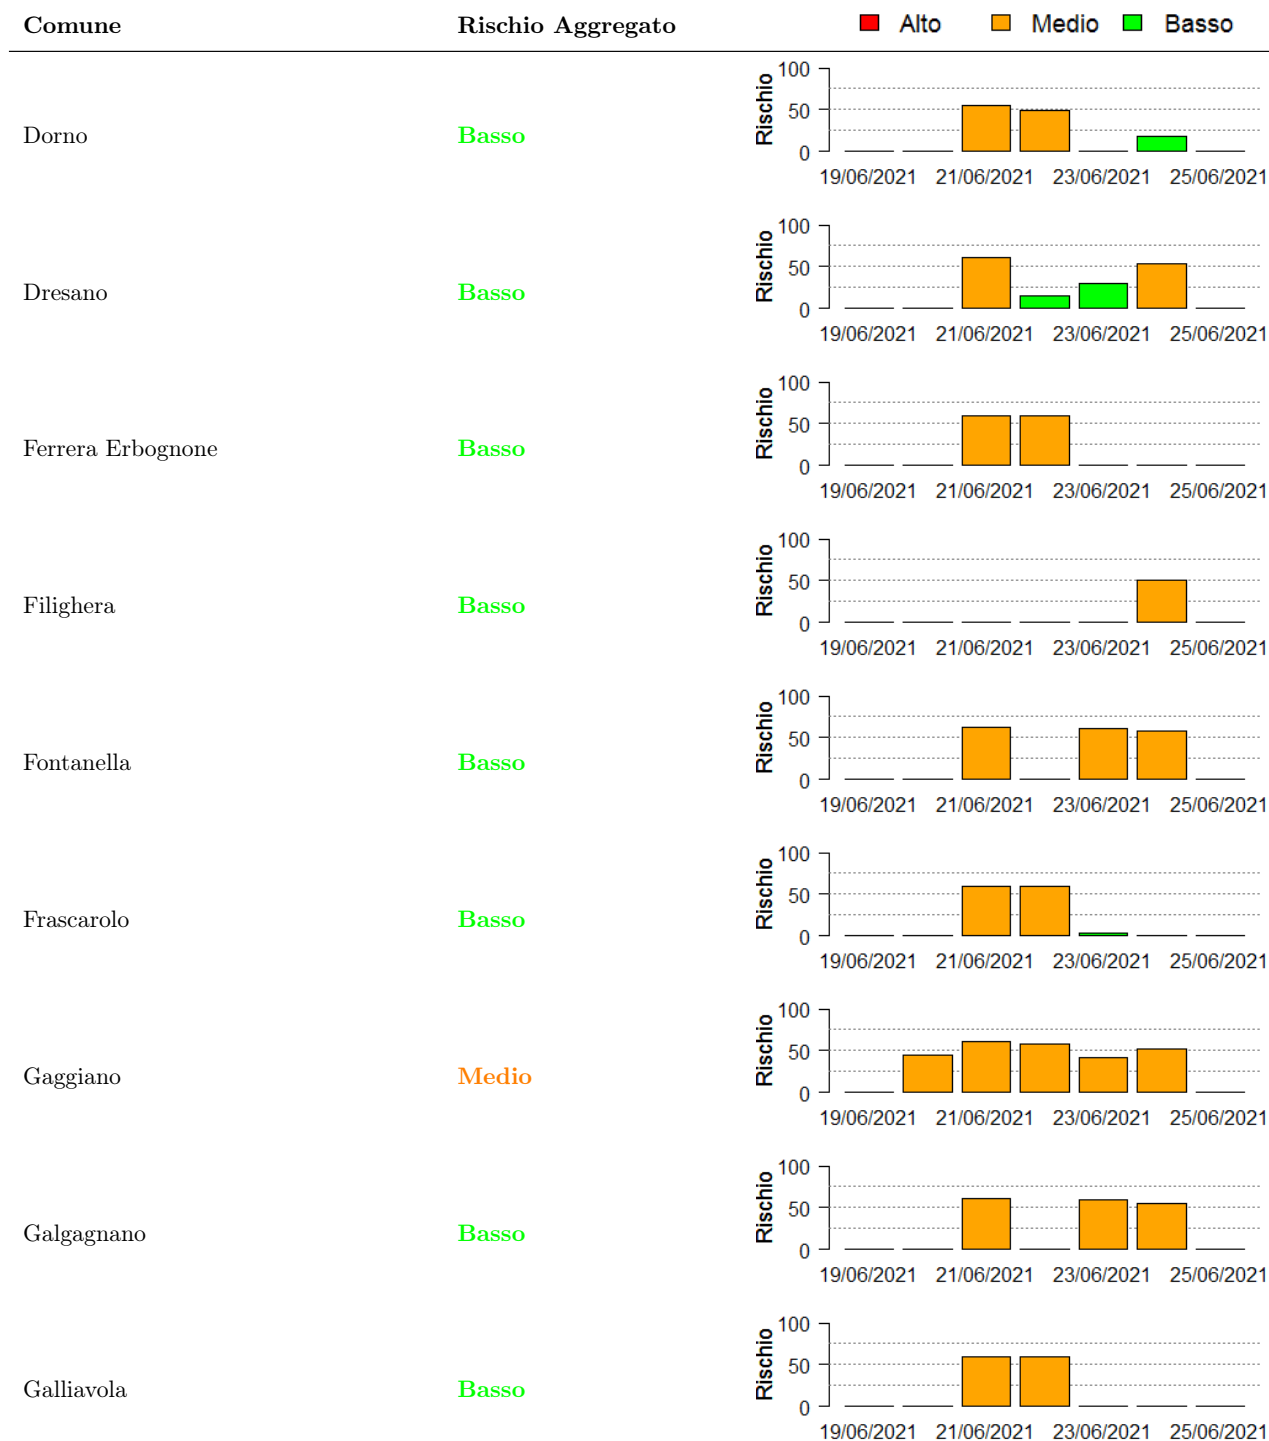 Comune Rischio Aggregato Alto Medio Basso
100
50
0
Rischio
Dorno Basso
19/06/2021 21/06/2021 23/06/2021 25/06/2021
100
50
0
Rischio
Dresano Basso
19/06/2021 21/06/2021 23/06/2021 25/06/2021
100
50
0
Rischio
Ferrera Erbognone Basso
19/06/2021 21/06/2021 23/06/2021 25/06/2021
100
50
0
Rischio
Filighera Basso
19/06/2021 21/06/2021 23/06/2021 25/06/2021
100
50
0
Rischio
Fontanella Basso
19/06/2021 21/06/2021 23/06/2021 25/06/2021
100
50
0
Rischio
Frascarolo Basso
19/06/2021 21/06/2021 23/06/2021 25/06/2021
100
50
0
Rischio
Gaggiano Medio
19/06/2021 21/06/2021 23/06/2021 25/06/2021
100
50
0
Rischio
Galgagnano Basso
19/06/2021 21/06/2021 23/06/2021 25/06/2021
100
50
0
Rischio
Galliavola Basso
19/06/2021 21/06/2021 23/06/2021 25/06/2021